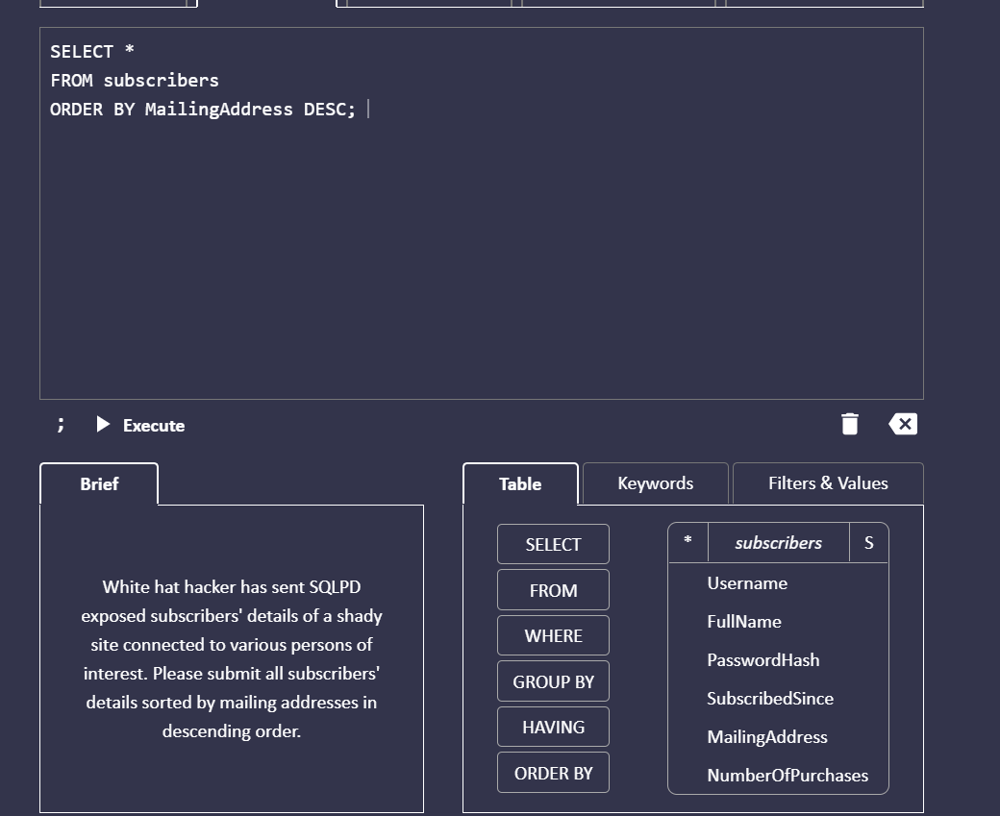 SELECT *
FROM subscribers
ORDER BY MailingAddress DESC;
; Execute
Brief
Table Keywords Filters & Values
White hat hacker has sent SQLPD
exposed subscribers' details of a shady
site connected to various persons of
interest. Please submit all subscribers'
details sorted by mailing addresses in
descending order.
SELECT
FROM
WHERE
GROUP BY
HAVING
ORDER BY
* subscribers S
Username
FullName
PasswordHash
SubscribedSince
MailingAddress
NumberOfPurchases